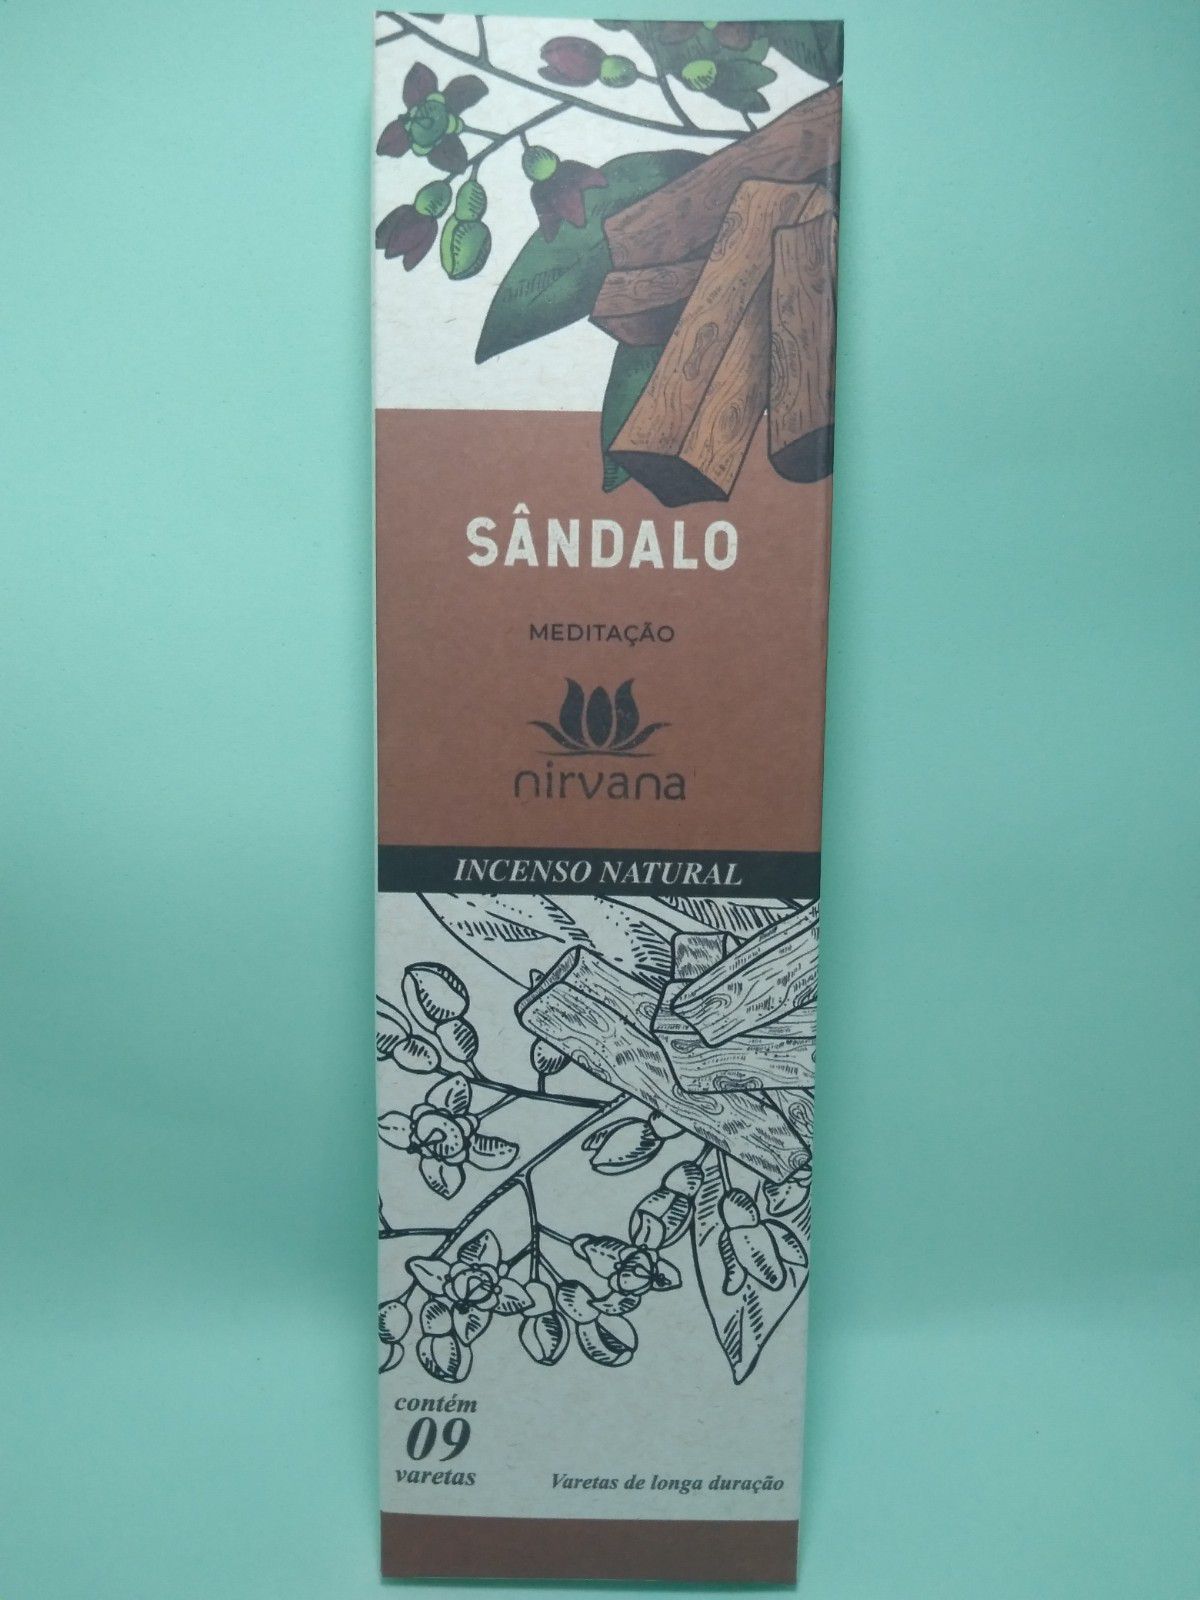 SÂNDALO
MEDITAÇÃO
nirvana
INCENSO NATURAL
contém
09
varetas
Varetas de longa duração